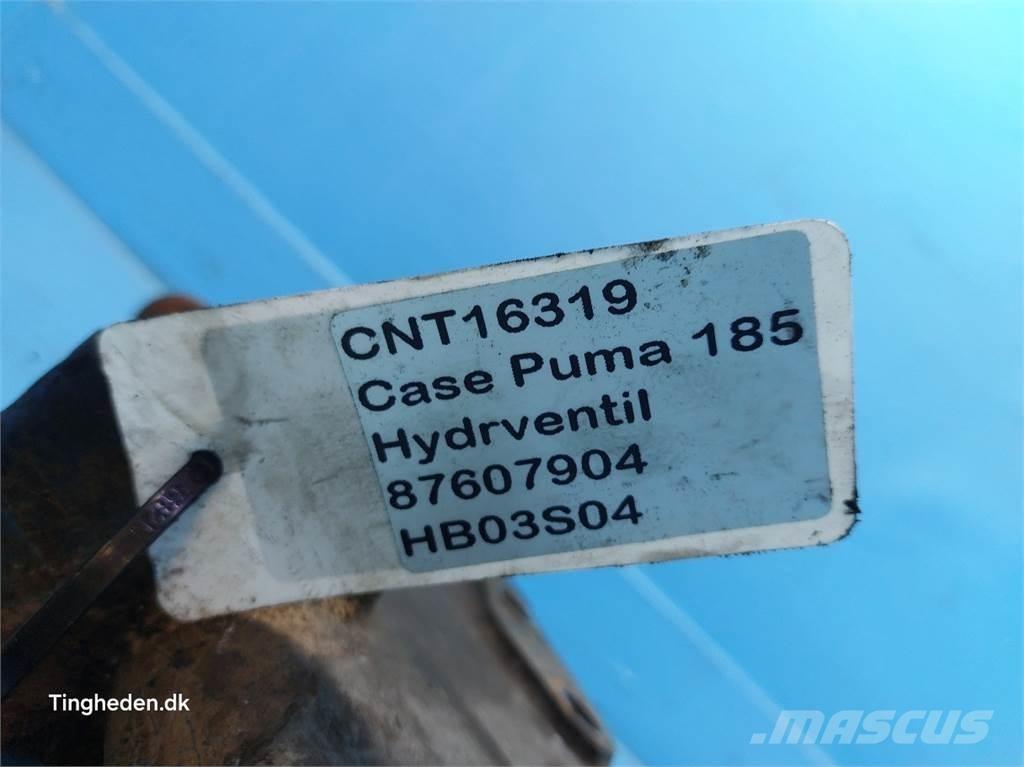 CNT16319
Case Puma 185
Hydrventil
87607904
HB03S04
Tingheden.dk
MASCUS